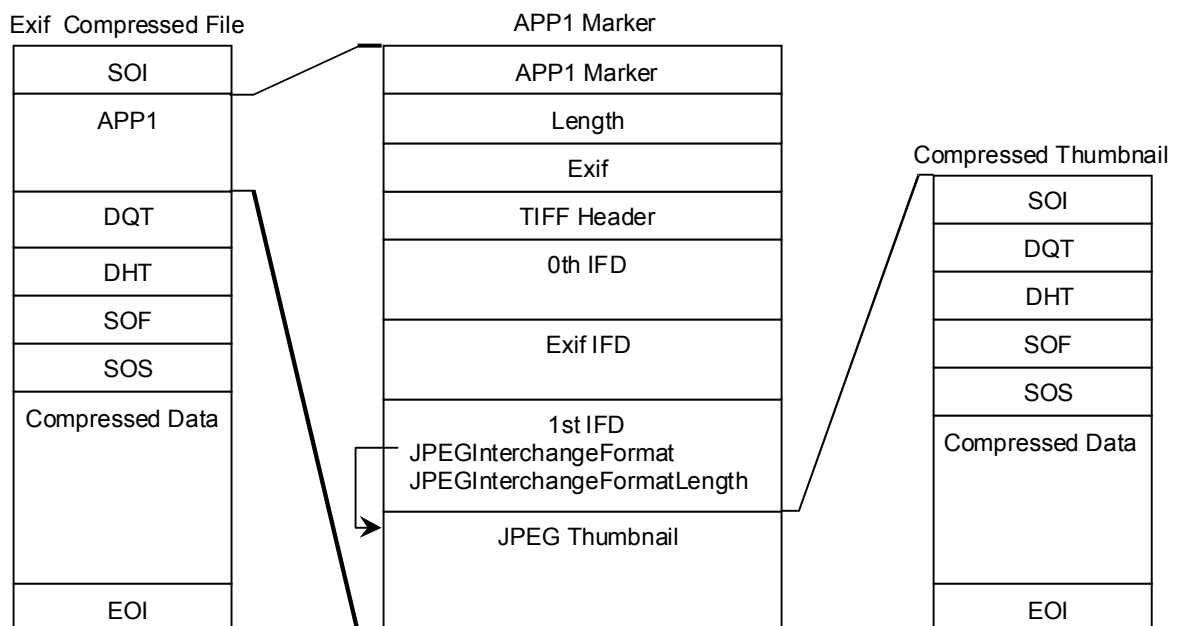 Exif Compressed File
SOI
APP1
DQT
DHT
SOF
SOS
Compressed Data
EOI
APP1 Marker
APP1 Marker
Length
Exif
TIFF Header
0th IFD
Exif IFD
1st IFD
JPEGInterchangeFormat
JPEGInterchangeFormatLength
JPEG Thumbnail
Compressed Thumbnail
SOI
DQT
DHT
SOF
SOS
Compressed Data
EOI